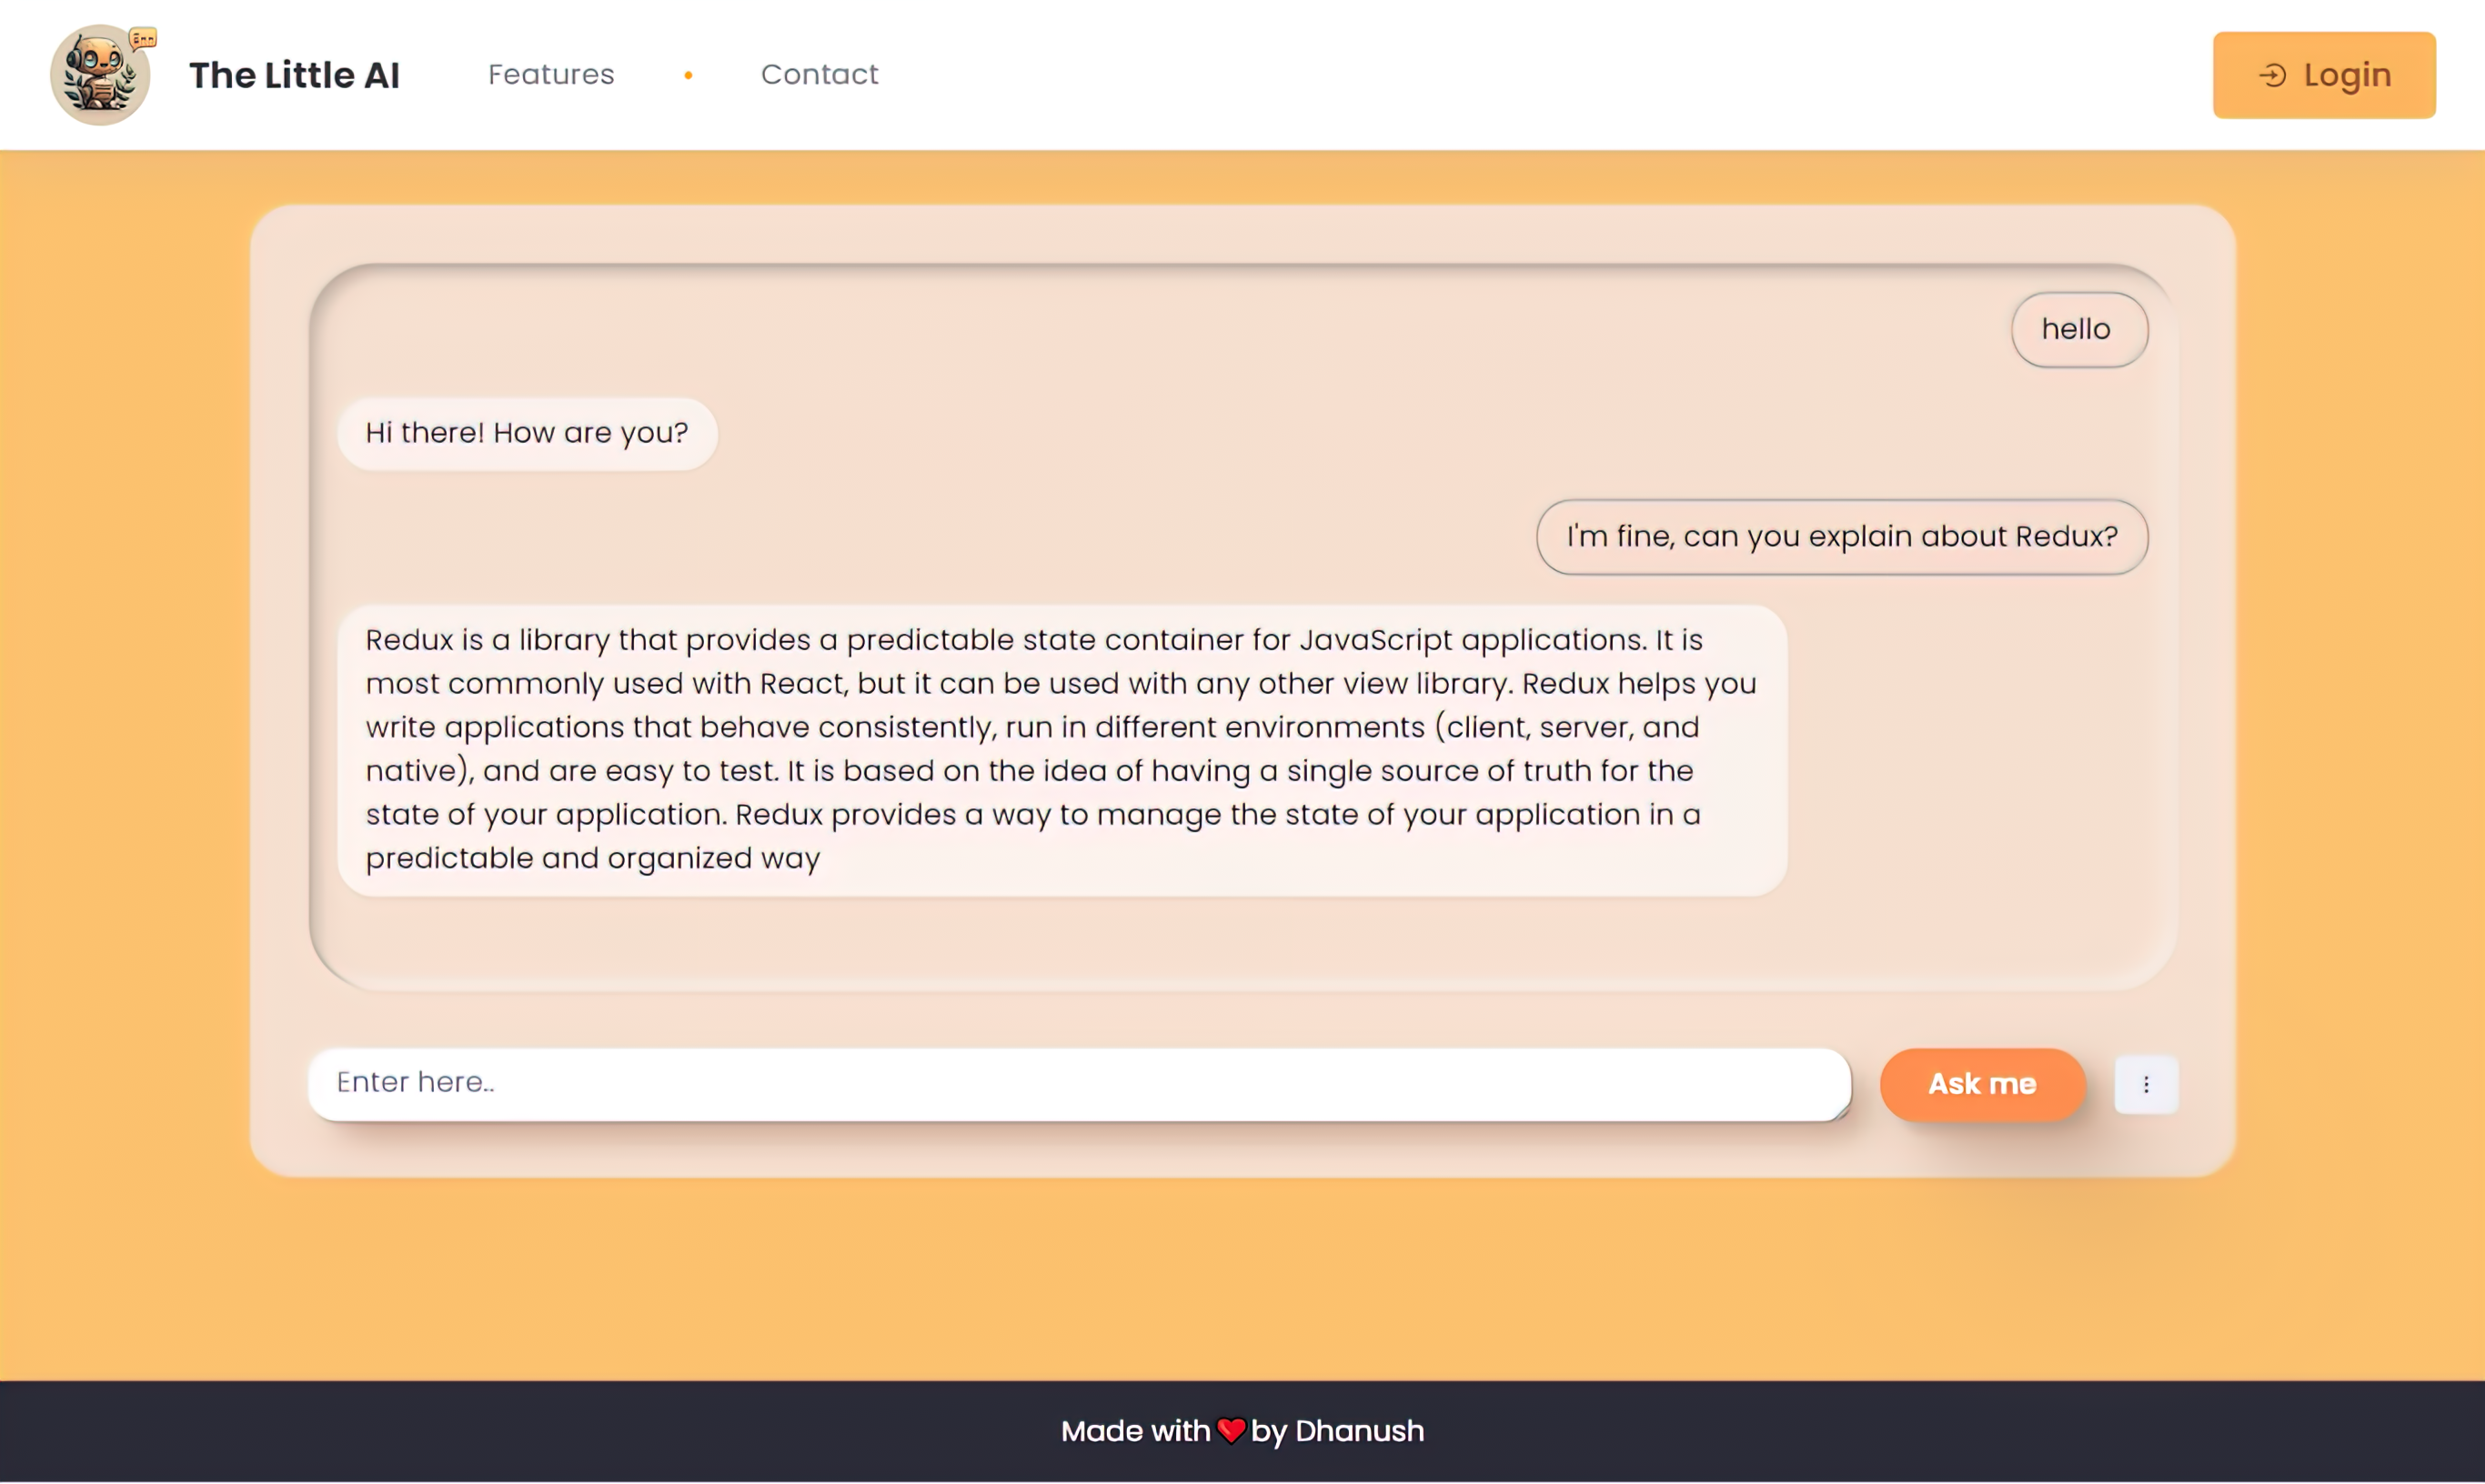 The Little AI
Features
Contact
Login
hello
Hi there! How are you?
I'm fine, can you explain about Redux?
Redux is a library that provides a predictable state container for JavaScript applications. It is
most commonly used with React, but it can be used with any other view library. Redux helps you
write applications that behave consistently, run in different environments (client, server, and
native), and are easy to test. It is based on the idea of having a single source of truth for the
state of your application. Redux provides a way to manage the state of your application in a
predictable and organized way
Enter here..
Ask me
Made with❤️by Dhanush